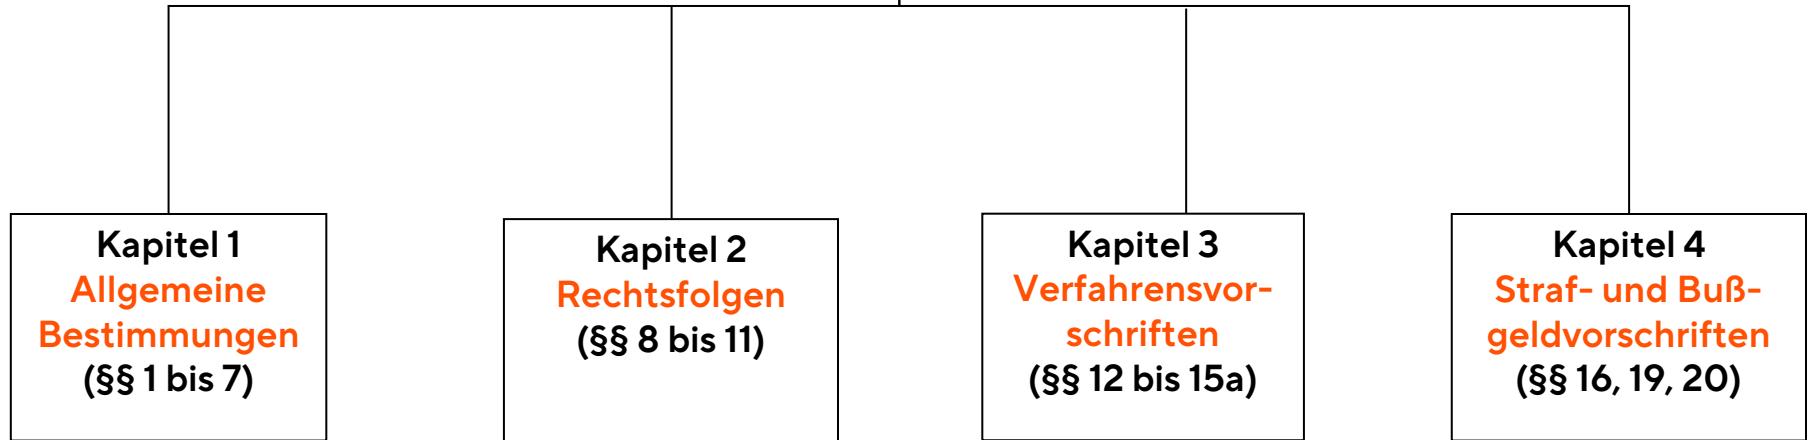 Kapitel 1
Allgemeine
Bestimmungen
(§§ 1 bis 7)
Kapitel 2
Rechtsfolgen
(§§ 8 bis 11)
Kapitel 3
Verfahrensvor-
schriften
(§§ 12 bis 15a)
Kapitel 4
Straf- und Buß-
geldvorschriften
(§§ 16, 19, 20)